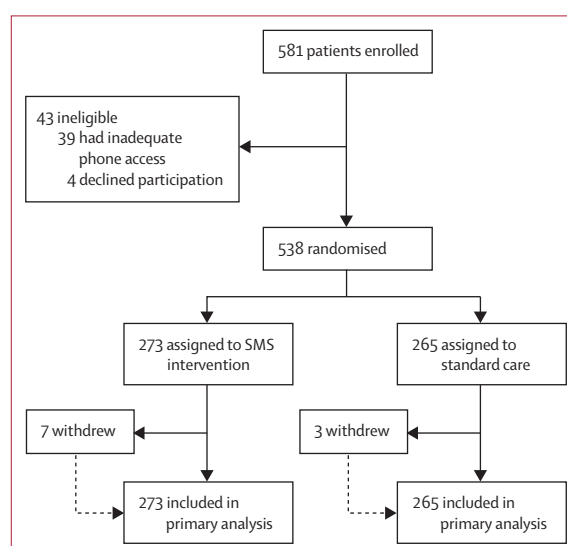 581 patients enrolled
43 ineligible
39 had inadequate
phone access
4 declined participation
538 randomised
273 assigned to SMS
intervention
265 assigned to
standard care
7 withdrew
3 withdrew
273 included in
primary analysis
265 included in
primary analysis